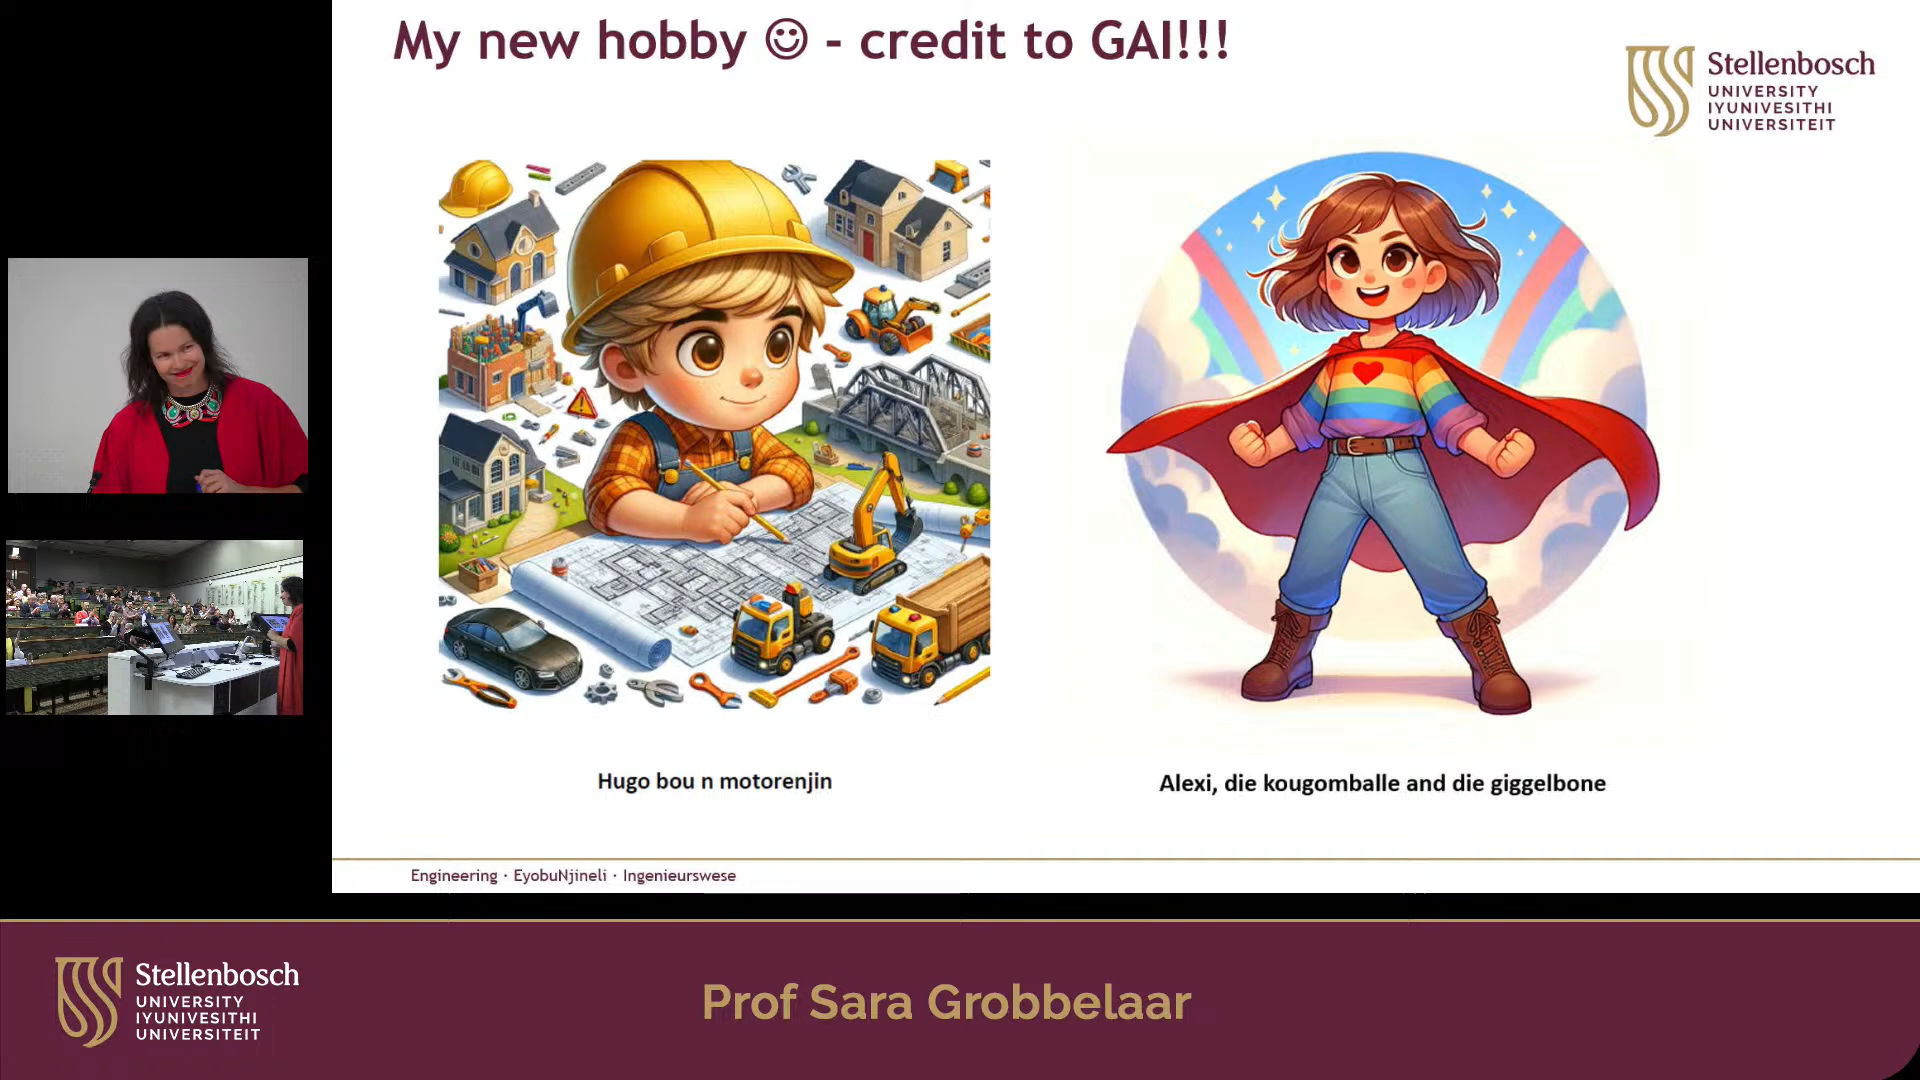 My new hobby ☺ - credit to GAI!!!
Stellenbosch
UNIVERSITY
IYUNIVESITHI
UNIVERSITEIT
Hugo bou n motorenjin
Alexi, die kougomballe and die giggelbone
Engineering · EyobuNjineli · Ingenieurswese
Stellenbosch
UNIVERSITY
IYUNIVESITHI
UNIVERSITEIT
Prof Sara Grobbelaar